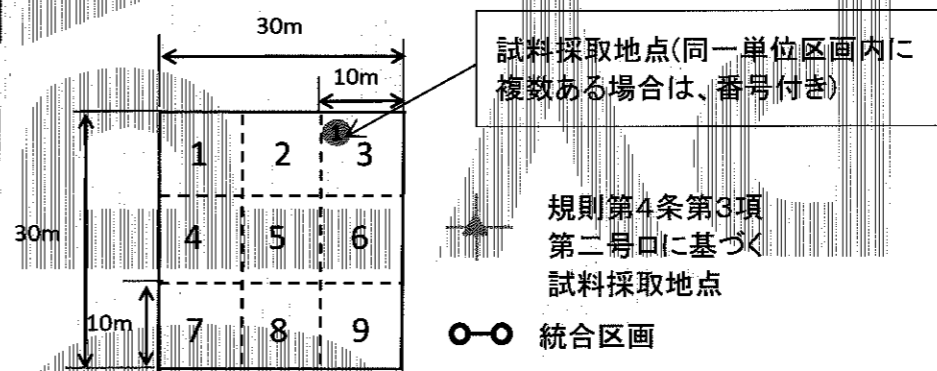 30m
10m
試料採取地点(同一単位区画内に
複数ある場合は、番号付き)
1 2 3
1
30m
4 5 6
規則第4条第3項
第二号ロに基づく
試料採取地点
10m
7 8 9
統合区画